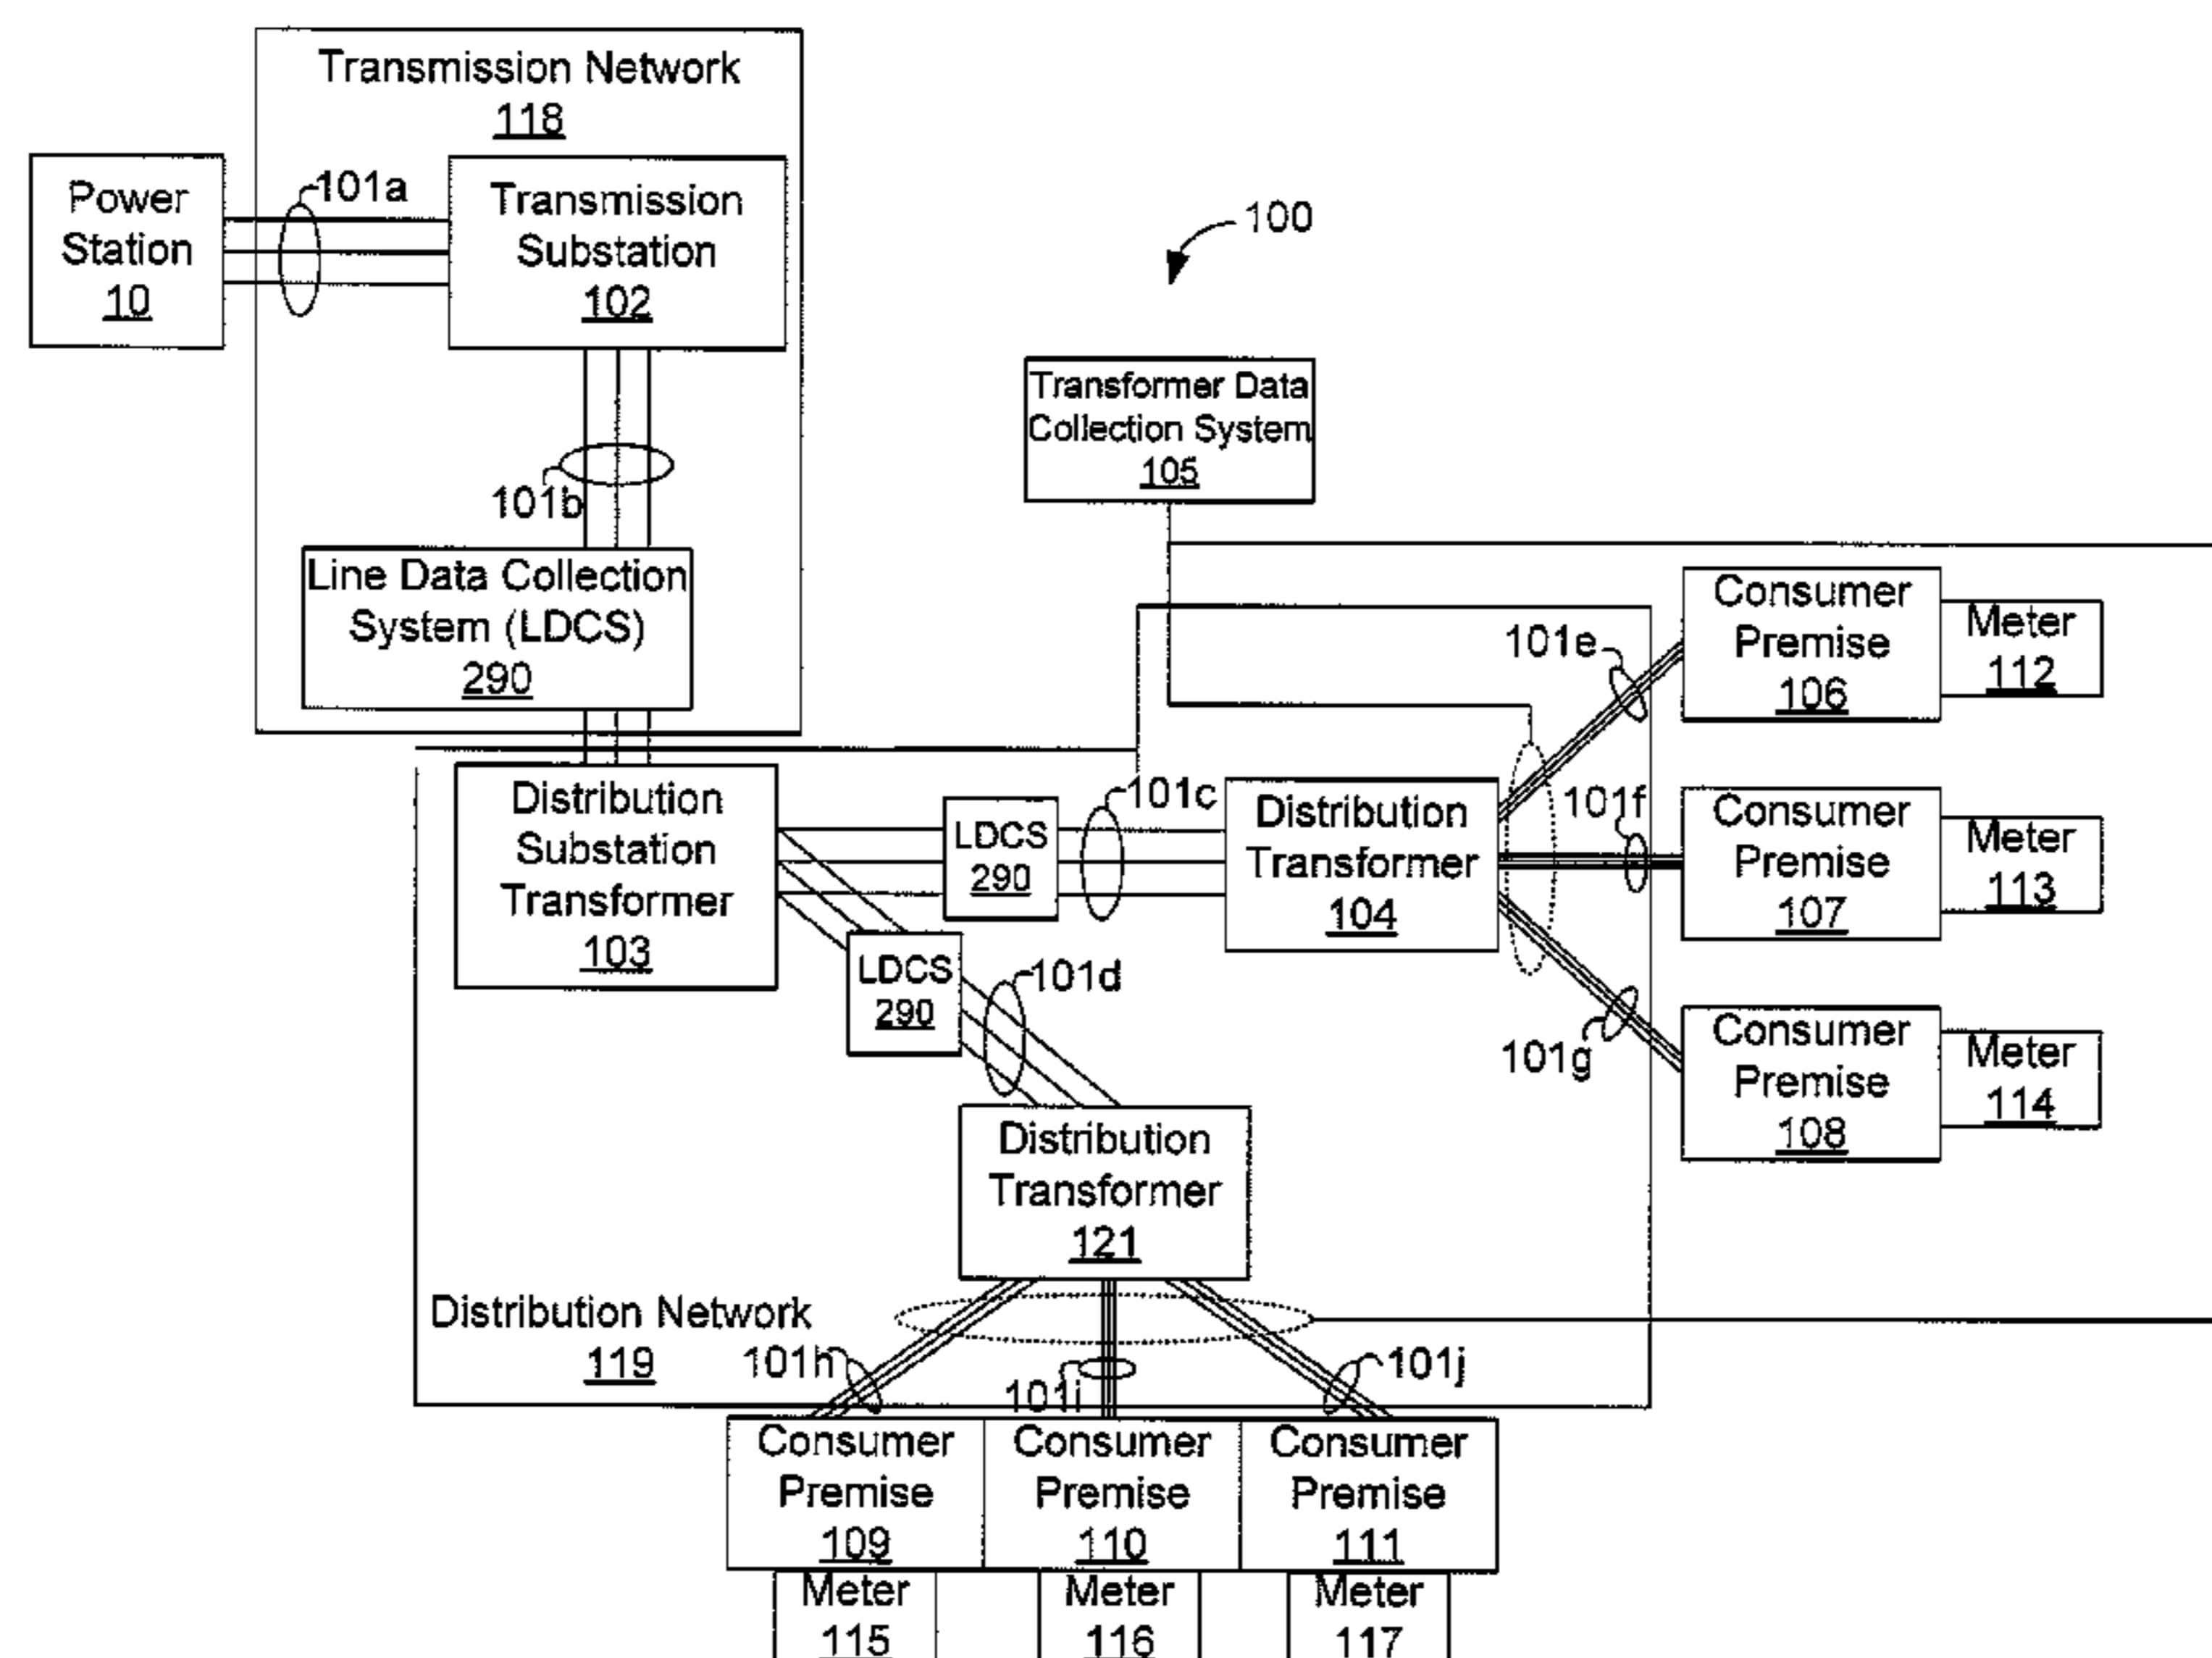 Transmission Network
118
Power
Station
10
101a
Transmission
Substation
102
100
101b
Transformer Data
Collection System
105
Line Data Collection
System (LDCS)
290
101e
Consumer
Premise
106
Meter
112
Distribution
Substation
Transformer
103
LDCS
290
101c
Distribution
Transformer
104
101f
Consumer
Premise
107
Meter
113
LDCS
290
101d
101g
Consumer
Premise
108
Meter
114
Distribution
Transformer
121
Distribution Network
119
101h
101i
101j
Consumer
Premise
109
Consumer
Premise
110
Consumer
Premise
111
Meter
115
Meter
116
Meter
117